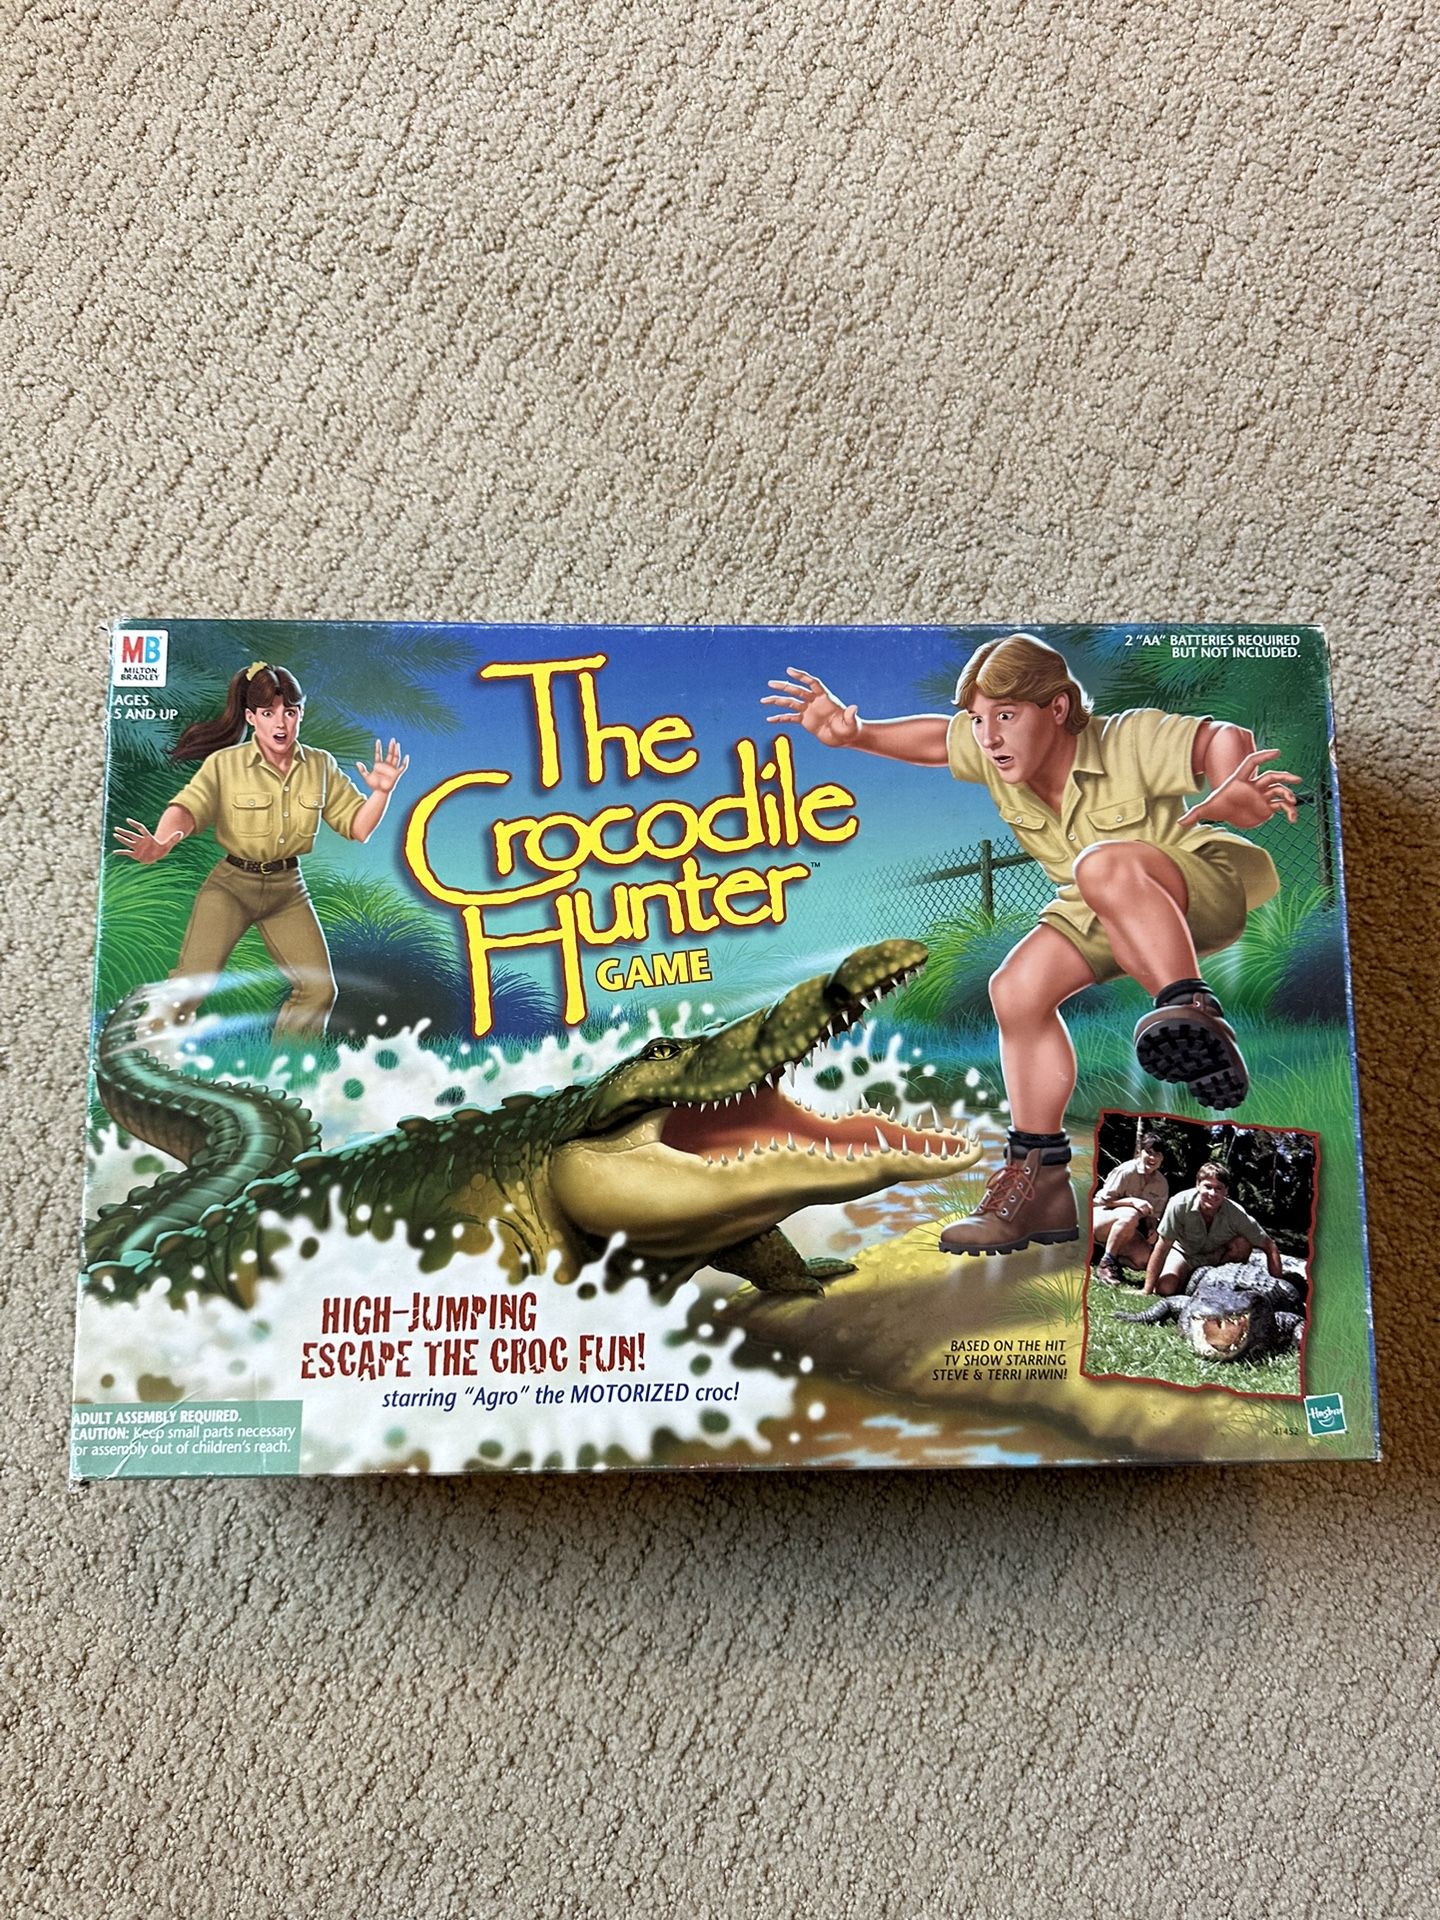 MB
MILTON
BRADLEY
AGES
5 AND UP
2 "AA" BATTERIES REQUIRED
BUT NOT INCLUDED.
The
Crocodile
Hunter™
GAME
HIGH-JUMPING
ESCAPE THE CROC FUN!
starring "Agro" the MOTORIZED croc!
BASED ON THE HIT
TV SHOW STARRING
STEVE & TERRI IRWIN!
ADULT ASSEMBLY REQUIRED.
CAUTION: Keep small parts necessary
for assembly out of children's reach.
41452
Hasbro